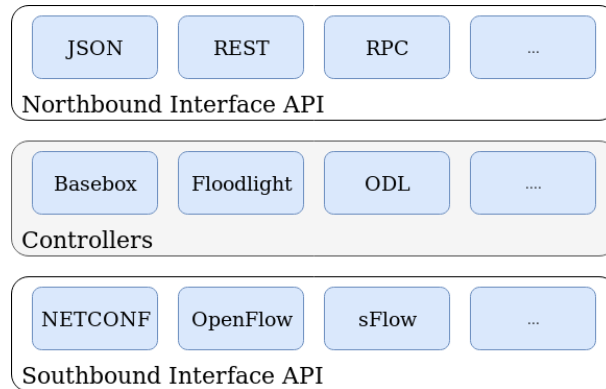 JSON REST RPC ...
Northbound Interface API
Basebox Floodlight ODL ....
Controllers
NETCONF OpenFlow sFlow ...
Southbound Interface API